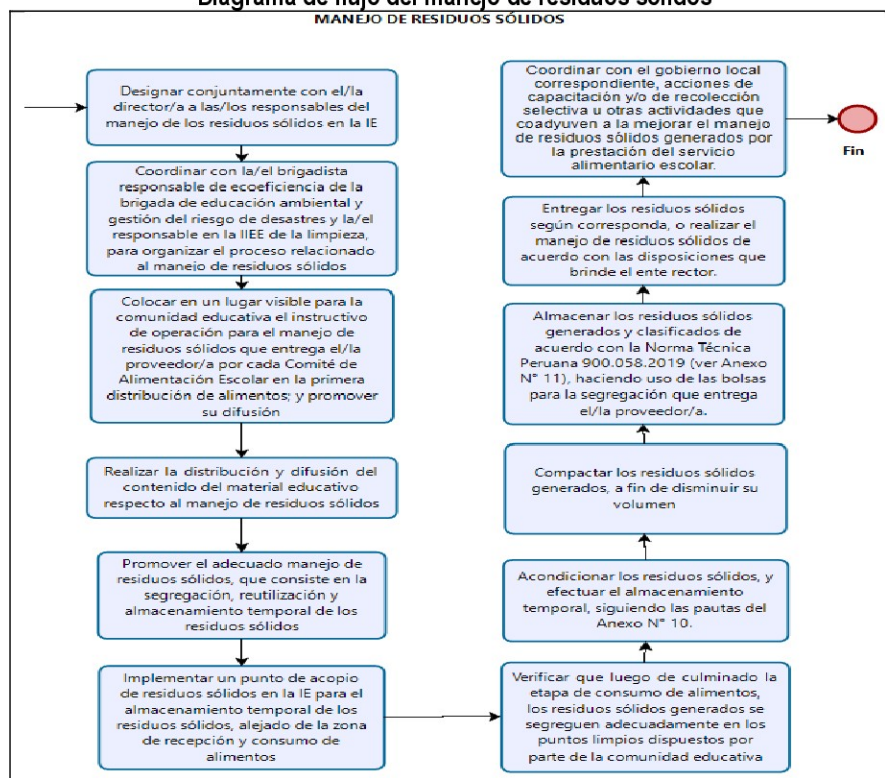 Diagrama de flujo del manejo de residuos sólidos
MANEJO DE RESIDUOS SÓLIDOS
Designar conjuntamente con el/la
director/a a las/los responsables del
manejo de los residuos sólidos en la IE
Coordinar con la/el brigadista
responsable de ecoeficiencia de la
brigada de educación ambiental y
gestión del riesgo de desastres y la/el
responsable en la IIEE de la limpieza,
para organizar el proceso relacionado
al manejo de residuos sólidos
Colocar en un lugar visible para la
comunidad educativa el instructivo
de operación para el manejo de
residuos sólidos que entrega el/la
proveedor/a por cada Comité de
Alimentación Escolar en la primera
distribución de alimentos; y promover
su difusión
Realizar la distribución y difusión del
contenido del material educativo
respecto al manejo de residuos sólidos
Promover el adecuado manejo de
residuos sólidos, que consiste en la
segregación, reutilización y
almacenamiento temporal de los
residuos sólidos
Implementar un punto de acopio
de residuos sólidos en la IE para el
almacenamiento temporal de los
residuos sólidos, alejado de la zona
de recepción y consumo de
alimentos
Verificar que luego de culminado la
etapa de consumo de alimentos,
los residuos sólidos generados se
segreguen adecuadamente en los
puntos limpios dispuestos por
parte de la comunidad educativa
Acondicionar los residuos sólidos, y
efectuar el almacenamiento
temporal, siguiendo las pautas del
Anexo N° 10.
Compactar los residuos sólidos
generados, a fin de disminuir su
volumen
Almacenar los residuos sólidos
generados y clasificados de
acuerdo con la Norma Técnica
Peruana 900.058.2019 (ver Anexo
N° 11), haciendo uso de las bolsas
para la segregación que entrega
el/la proveedor/a.
Entregar los residuos sólidos
según corresponda, o realizar el
manejo de residuos sólidos de
acuerdo con las disposiciones que
brinde el ente rector.
Coordinar con el gobierno local
correspondiente, acciones de
capacitación y/o de recolección
selectiva u otras actividades que
coadyuven a la mejorar el manejo
de residuos sólidos generados por
la prestación del servicio
alimentario escolar.
Fin